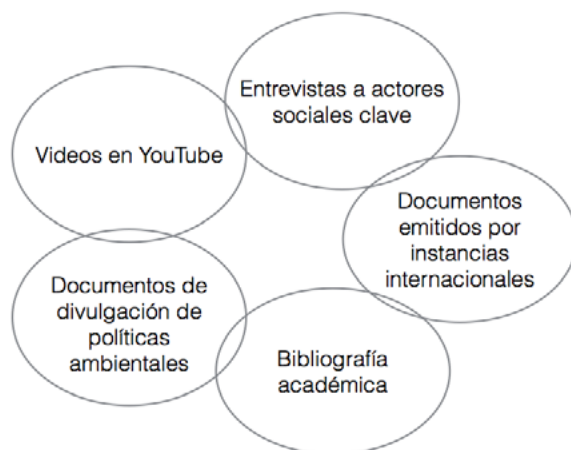 Entrevistas a actores
sociales clave
Videos en YouTube
Documentos
emitidos por
instancias
internacionales
Documentos de
divulgación de
políticas
ambientales
Bibliografía
académica